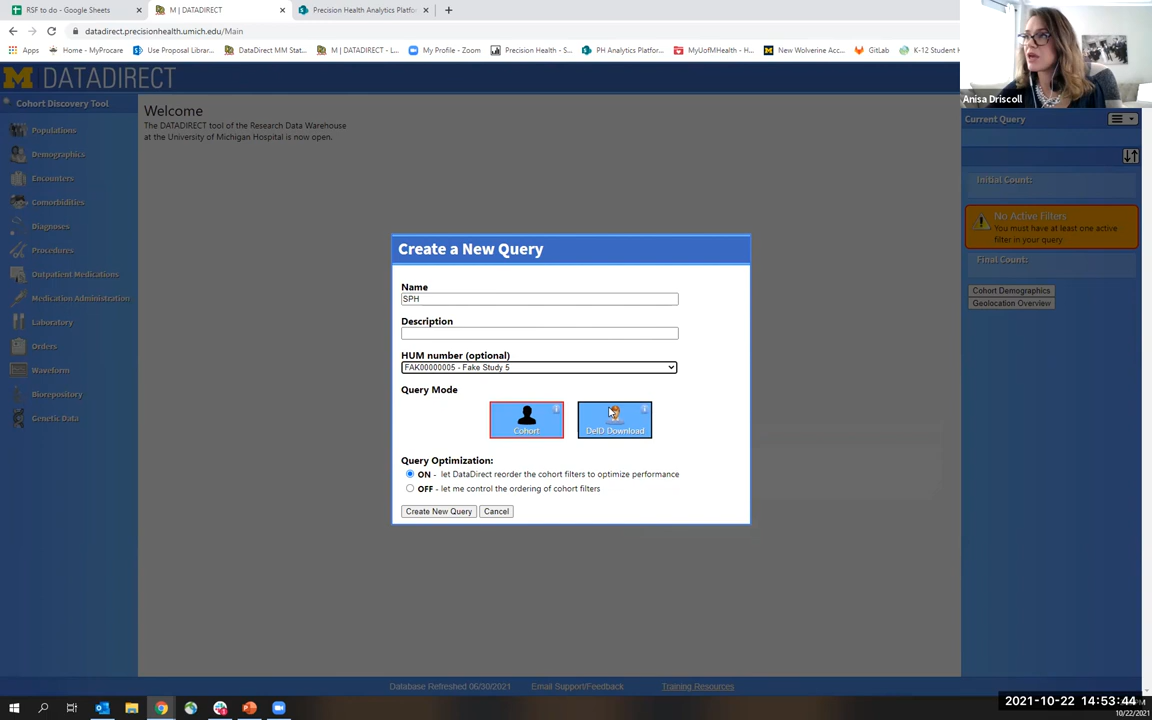 RSF to do - Google Sheets
M | DATADIRECT
Precision Health Analytics Platfo
datadirect.precisionhealth.umich.edu/Main
Apps
Home - MyProcare
Use Proposal Librar...
DataDirect MM Stat...
M | DATADIRECT - L...
My Profile - Zoom
Precision Health - S...
PH Analytics Platfor...
MyUofMHealth - H...
New Wolverine Acc...
GitLab
K-12 Student H
Anisa Driscoll
M DATADIRECT
Cohort Discovery Tool
Populations
Demographics
Encounters
Comorbidities
Diagnoses
Procedures
Outpatient Medications
Medication Administration
Laboratory
Orders
Waveform
Biorepository
Genetic Data
Welcome
The DATADIRECT tool of the Research Data Warehouse
at the University of Michigan Hospital is now open.
Create a New Query
Name
SPH
Description
HUM number (optional)
FAK00000005 - Fake Study 5
Query Mode
Cohort
DeID Download
Query Optimization:
ON - let DataDirect reorder the cohort filters to optimize performance
OFF - let me control the ordering of cohort filters
Create New Query
Cancel
Current Query
Initial Count:
No Active Filters
You must have at least one active
filter in your query
Final Count:
Cohort Demographics
Geolocation Overview
Database Refreshed 06/30/2021
Email Support/Feedback
Training Resources
2021-10-22 14:53:44
10/22/2021